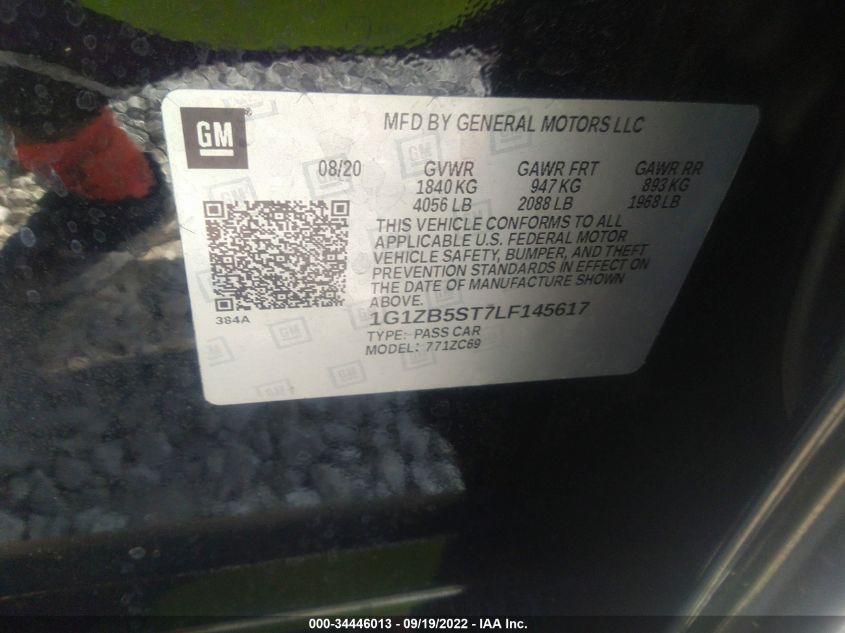 GM
MFD BY GENERAL MOTORS LLC
08/20 GVWR GAWR FRT GAWR RR
1840 KG 947 KG 893 KG
4056 LB 2088 LB 1968 LB
THIS VEHICLE CONFORMS TO ALL
APPLICABLE U.S. FEDERAL MOTOR
VEHICLE SAFETY, BUMPER, AND THEFT
PREVENTION STANDARDS IN EFFECT ON
THE DATE OF MANUFACTURE SHOWN
ABOVE.
384A
1G1ZB5ST7LF145617
TYPE: PASS CAR
MODEL: 771ZC69
000-34446013 - 09/19/2022 - IAA Inc.